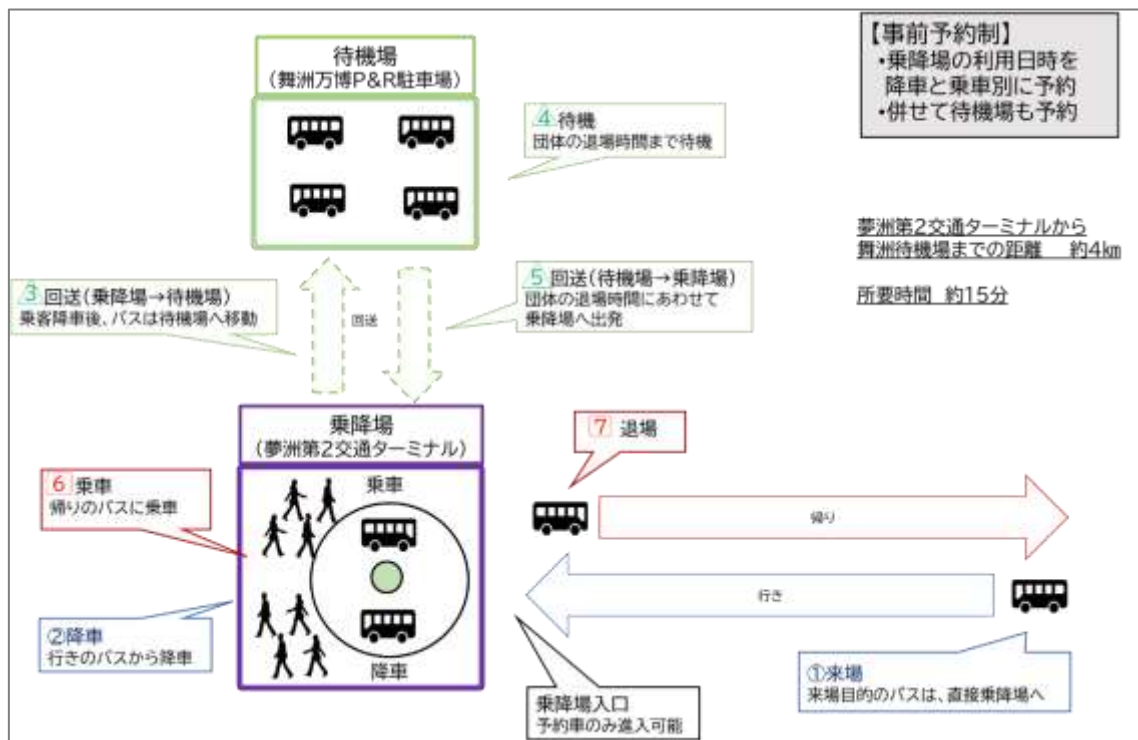 待機場
(舞洲万博P&R駐車場)
【事前予約制】
・乗降場の利用日時を
降車と乗車別に予約
・併せて待機場も予約
4 待機
団体の退場時間まで待機
夢洲第2交通ターミナルから
舞洲待機場までの距離 約4km
所要時間 約15分
3 回送(乗降場→待機場)
乗客降車後、バスは待機場へ移動
回送
5 回送(待機場→乗降場)
団体の退場時間にあわせて
乗降場へ出発
乗降場
(夢洲第2交通ターミナル)
7 退場
6 乗車
帰りのバスに乗車
乗車
帰り
行き
②降車
行きのバスから降車
降車
乗降場入口
予約車のみ進入可能
①来場
来場目的のバスは、直接乗降場へ